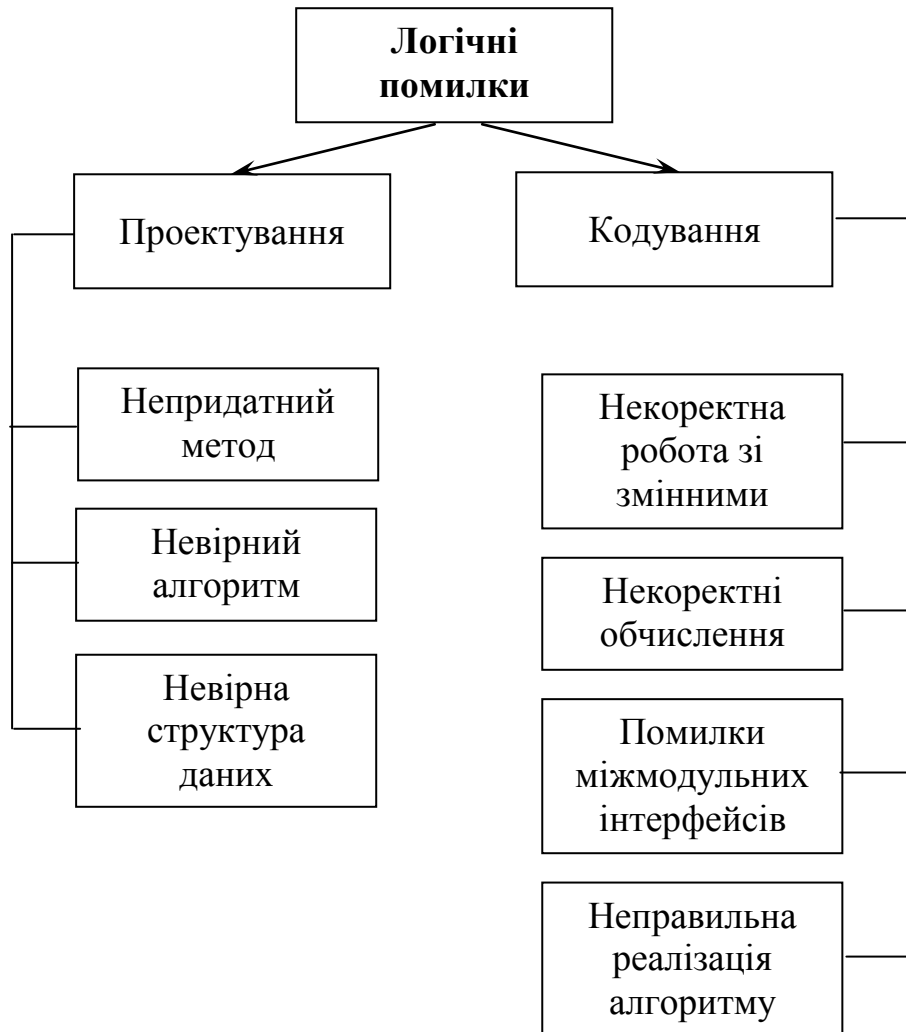 Логічні
помилки
Проектування
Кодування
Непридатний
метод
Невірний
алгоритм
Невірна
структура
даних
Некоректна
робота зі
змінними
Некоректні
обчислення
Помилки
міжмодульних
інтерфейсів
Неправильна
реалізація
алгоритму